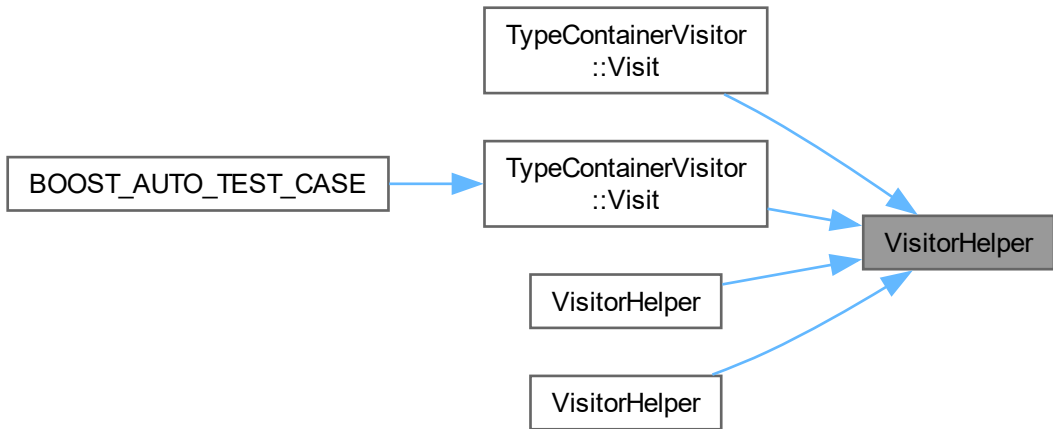 TypeContainerVisitor
::Visit
BOOST_AUTO_TEST_CASE
TypeContainerVisitor
::Visit
VisitorHelper
VisitorHelper
VisitorHelper